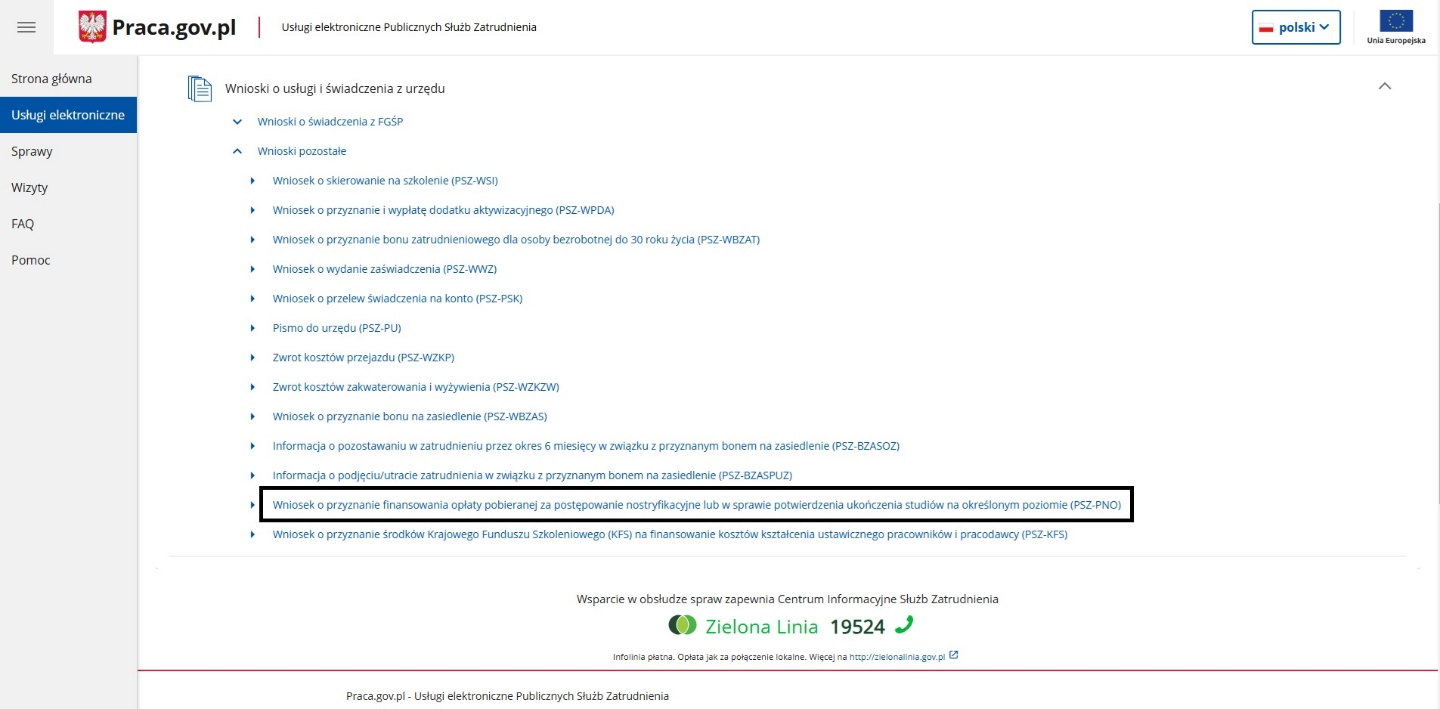 Praca.gov.pl
Usługi elektroniczne Publicznych Służb Zatrudnienia
polski
Unia Europejska
Strona główna
Usługi elektroniczne
Sprawy
Wizyty
FAQ
Pomoc
Wnioski o usługi i świadczenia z urzędu
Wnioski o świadczenia z FGŚP
Wnioski pozostałe
Wniosek o skierowanie na szkolenie (PSZ-WSI)
Wniosek o przyznanie i wypłatę dodatku aktywizacyjnego (PSZ-WPDA)
Wniosek o przyznanie bonu zatrudnieniowego dla osoby bezrobotnej do 30 roku życia (PSZ-WBZAT)
Wniosek o wydanie zaświadczenia (PSZ-WWZ)
Wniosek o przelew świadczenia na konto (PSZ-PSK)
Pismo do urzędu (PSZ-PU)
Zwrot kosztów przejazdu (PSZ-WZKP)
Zwrot kosztów zakwaterowania i wyżywienia (PSZ-WZKZW)
Wniosek o przyznanie bonu na zasiedlenie (PSZ-WBZAS)
Informacja o pozostawaniu w zatrudnieniu przez okres 6 miesięcy w związku z przyznanym bonem na zasiedlenie (PSZ-BZASOZ)
Informacja o podjęciu/utracie zatrudnienia w związku z przyznanym bonem na zasiedlenie (PSZ-BZASPUZ)
Wniosek o przyznanie finansowania opłaty pobieranej za postępowanie nostryfikacyjne lub w sprawie potwierdzenia ukończenia studiów na określonym poziomie (PSZ-PNO)
Wniosek o przyznanie środków Krajowego Funduszu Szkoleniowego (KFS) na finansowanie kosztów kształcenia ustawicznego pracowników i pracodawcy (PSZ-KFS)
Wsparcie w obsłudze spraw zapewnia Centrum Informacyjne Służb Zatrudnienia
Zielona Linia 19524
Infolinia płatna. Opłata jak za połączenie lokalne. Więcej na http://zielonalinia.gov.pl
Praca.gov.pl - Usługi elektroniczne Publicznych Służb Zatrudnienia